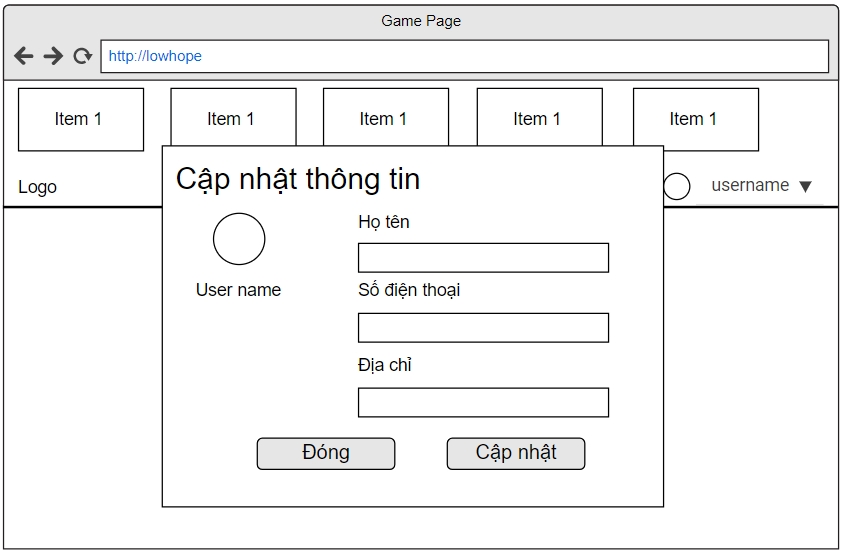 Game Page
http://lowhope
Item 1
Item 1
Item 1
Item 1
Item 1
Logo
username
Cập nhật thông tin
User name
Họ tên
Số điện thoại
Địa chỉ
Đóng
Cập nhật